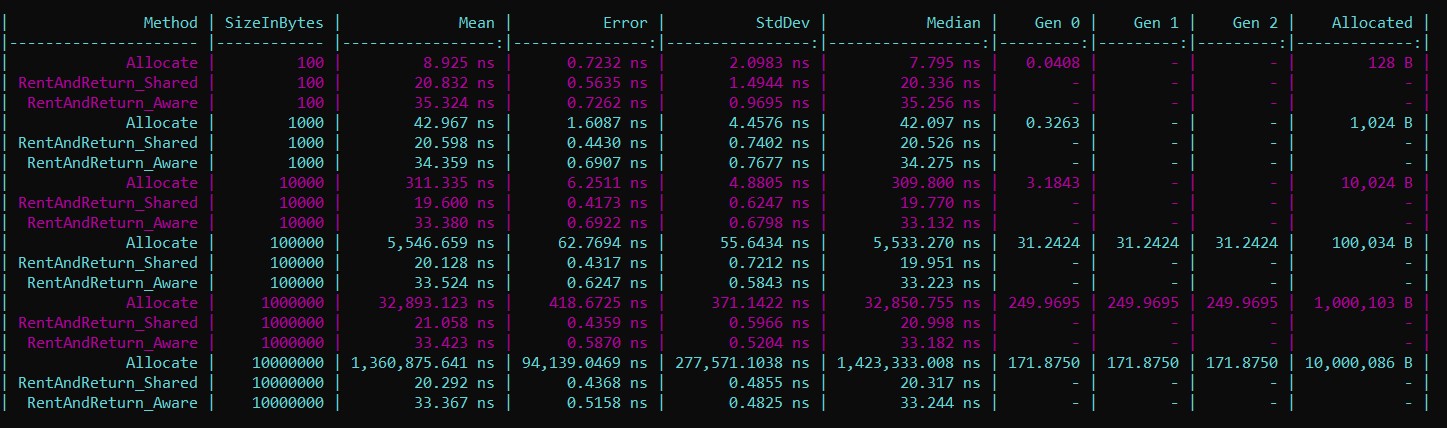 | Method | SizeInBytes | Mean | Error | StdDev | Median | Gen 0 | Gen 1 | Gen 2 | Allocated |
|--------------------- |------------ |----------------:|---------------:|----------------:|----------------:|---------:|---------:|---------:|-------------:|
| Allocate | 100 | 8.925 ns | 0.7232 ns | 2.0983 ns | 7.795 ns | 0.0408 | - | - | 128 B |
| RentAndReturn_Shared | 100 | 20.832 ns | 0.5635 ns | 1.4944 ns | 20.336 ns | - | - | - | - |
| RentAndReturn_Aware | 100 | 35.324 ns | 0.7262 ns | 0.9695 ns | 35.256 ns | - | - | - | - |
| Allocate | 1000 | 42.967 ns | 1.6087 ns | 4.4576 ns | 42.097 ns | 0.3263 | - | - | 1,024 B |
| RentAndReturn_Shared | 1000 | 20.598 ns | 0.4430 ns | 0.7402 ns | 20.526 ns | - | - | - | - |
| RentAndReturn_Aware | 1000 | 34.359 ns | 0.6907 ns | 0.7677 ns | 34.275 ns | - | - | - | - |
| Allocate | 10000 | 311.335 ns | 6.2511 ns | 4.8805 ns | 309.800 ns | 3.1843 | - | - | 10,024 B |
| RentAndReturn_Shared | 10000 | 19.600 ns | 0.4173 ns | 0.6247 ns | 19.770 ns | - | - | - | - |
| RentAndReturn_Aware | 10000 | 33.380 ns | 0.6922 ns | 0.6798 ns | 33.132 ns | - | - | - | - |
| Allocate | 100000 | 5,546.659 ns | 62.7694 ns | 55.6434 ns | 5,533.270 ns | 31.2424 | 31.2424 | 31.2424 | 100,034 B |
| RentAndReturn_Shared | 100000 | 20.128 ns | 0.4317 ns | 0.7212 ns | 19.951 ns | - | - | - | - |
| RentAndReturn_Aware | 100000 | 33.524 ns | 0.6247 ns | 0.5843 ns | 33.223 ns | - | - | - | - |
| Allocate | 1000000 | 32,893.123 ns | 418.6725 ns | 371.1422 ns | 32,850.755 ns | 249.9695 | 249.9695 | 249.9695 | 1,000,103 B |
| RentAndReturn_Shared | 1000000 | 21.058 ns | 0.4359 ns | 0.5966 ns | 20.998 ns | - | - | - | - |
| RentAndReturn_Aware | 1000000 | 33.423 ns | 0.5870 ns | 0.5204 ns | 33.182 ns | - | - | - | - |
| Allocate | 10000000 | 1,360,875.641 ns | 94,139.0469 ns | 277,571.1038 ns | 1,423,333.008 ns | 171.8750 | 171.8750 | 171.8750 | 10,000,086 B |
| RentAndReturn_Shared | 10000000 | 20.292 ns | 0.4368 ns | 0.4855 ns | 20.317 ns | - | - | - | - |
| RentAndReturn_Aware | 10000000 | 33.367 ns | 0.5158 ns | 0.4825 ns | 33.244 ns | - | - | - | - |